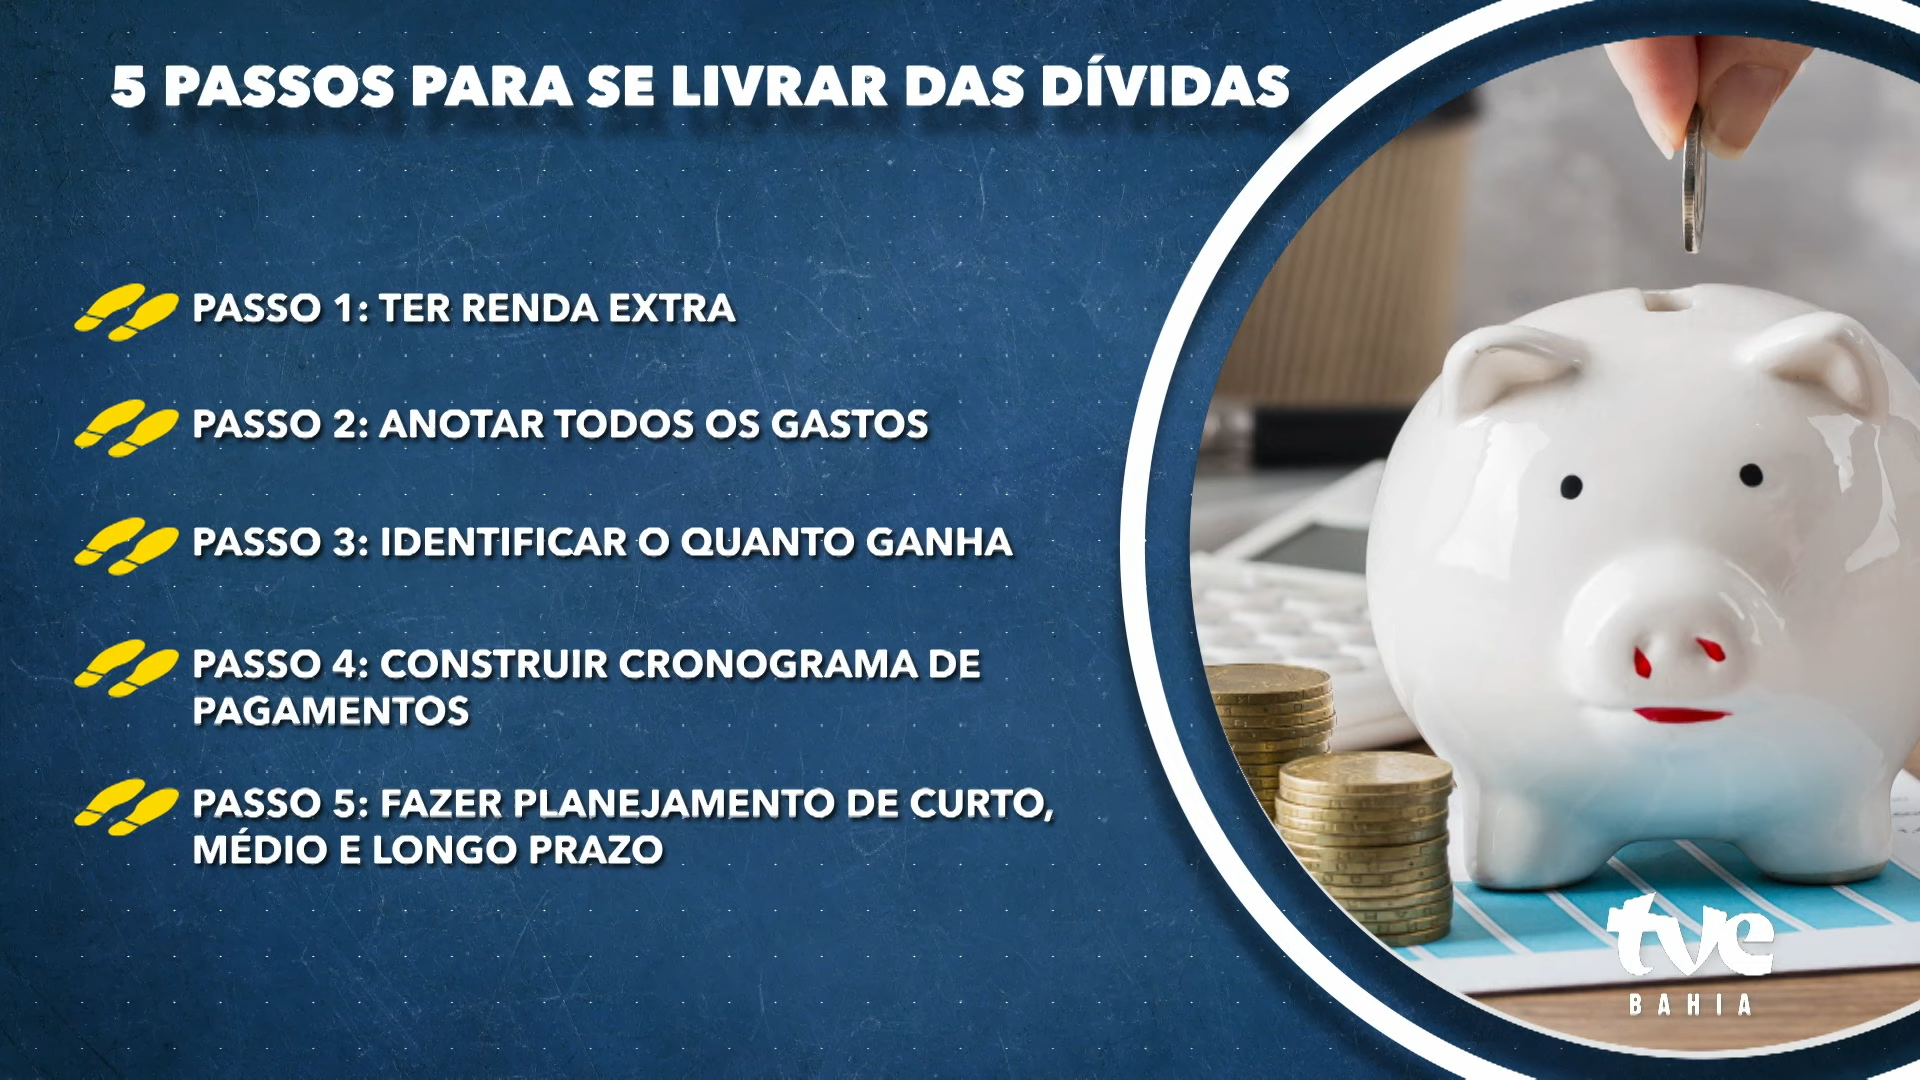 5 PASSOS PARA SE LIVRAR DAS DÍVIDAS
PASSO 1: TER RENDA EXTRA
PASSO 2: ANOTAR TODOS OS GASTOS
PASSO 3: IDENTIFICAR O QUANTO GANHA
PASSO 4: CONSTRUIR CRONOGRAMA DE
PAGAMENTOS
PASSO 5: FAZER PLANEJAMENTO DE CURTO,
MÉDIO E LONGO PRAZO
tve
BAHIA